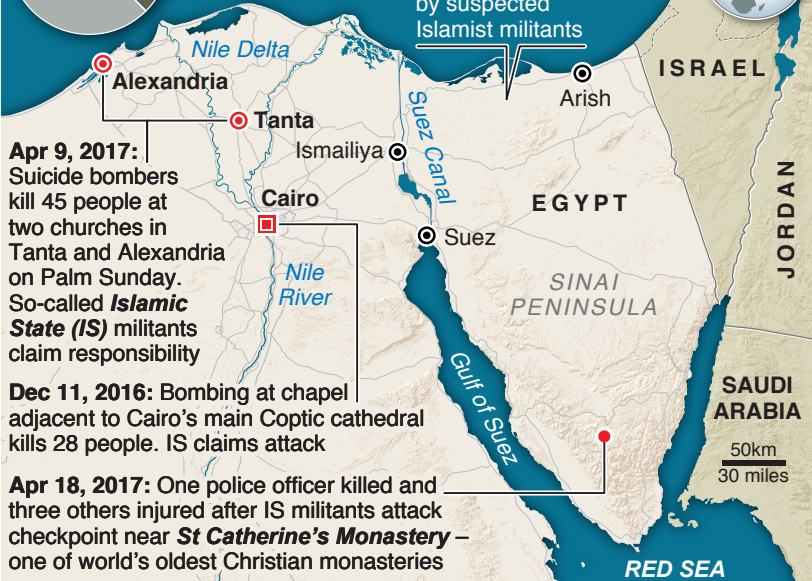 by suspected
Islamist militants
Nile Delta
Alexandria
Tanta
Arish
ISRAEL
Suez Canal
Ismailiya
Cairo
EGYPT
JORDAN
Suez
Nile
River
SINAI
PENINSULA
Gulf of Suez
SAUDI
ARABIA
50km
30 miles
RED SEA
Apr 9, 2017:
Suicide bombers
kill 45 people at
two churches in
Tanta and Alexandria
on Palm Sunday.
So-called Islamic
State (IS) militants
claim responsibility
Dec 11, 2016: Bombing at chapel
adjacent to Cairo's main Coptic cathedral
kills 28 people. IS claims attack
Apr 18, 2017: One police officer killed and
three others injured after IS militants attack
checkpoint near St Catherine's Monastery –
one of world's oldest Christian monasteries